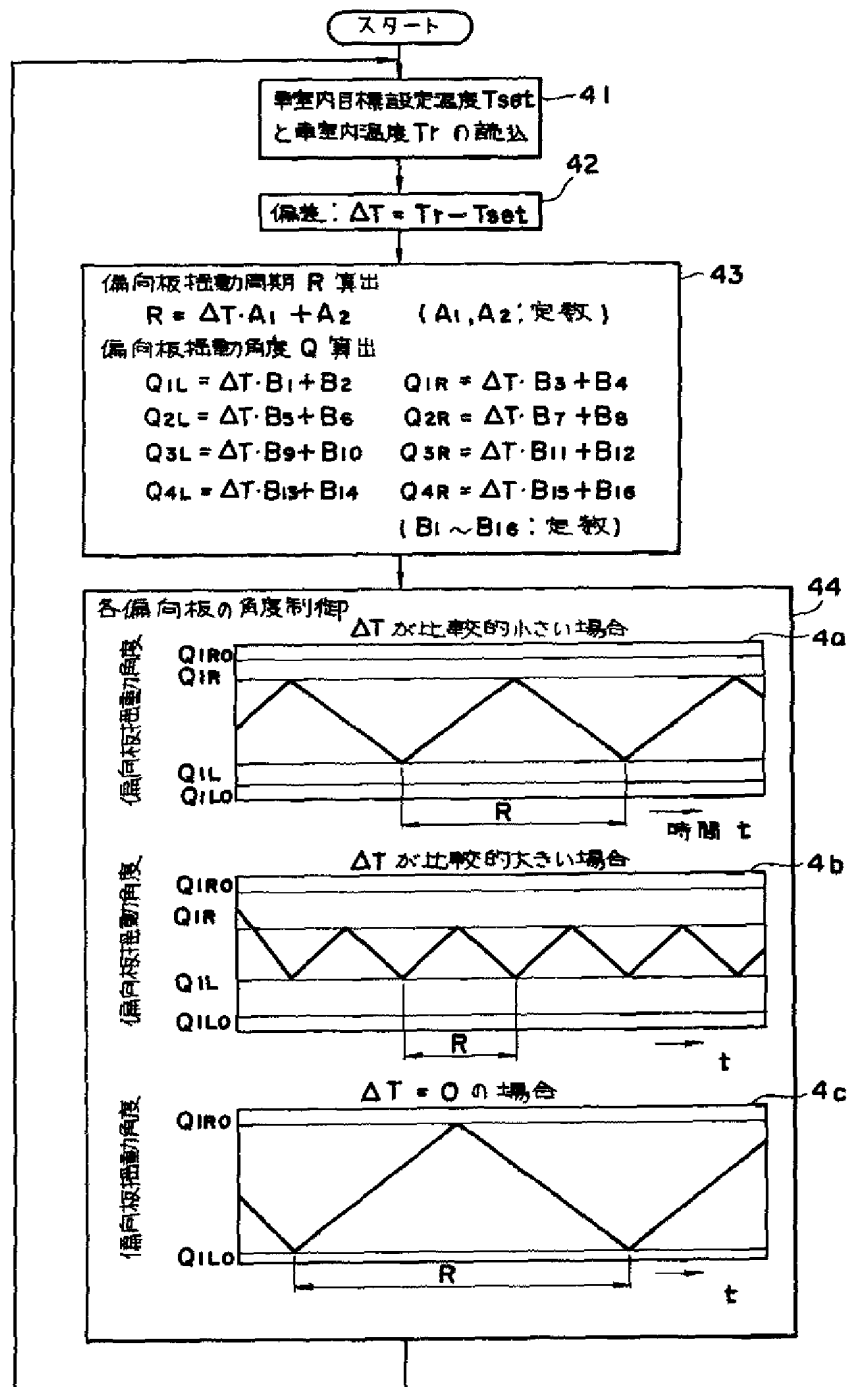 スタート
車室内目標設定温度Tset
と車室内温度Trの読込
41
42
偏差:ΔT = Tr − Tset
43
偏向板揺動周期 R 算出
R = ΔT・A1 + A2 (A1, A2 ; 定数)
偏向板揺動角度 Q 算出
Q1L = ΔT・B1 + B2 Q1R = ΔT・B3 + B4
Q2L = ΔT・B5 + B6 Q2R = ΔT・B7 + B8
Q3L = ΔT・B9 + B10 Q3R = ΔT・B11 + B12
Q4L = ΔT・B13 + B14 Q4R = ΔT・B15 + B16
(B1 ~ B16 : 定数)
44
各偏向板の角度制御
ΔTが比較的小さい場合
4a
偏向板揺動角度
Q1RO
Q1R
Q1L
Q1LO
R
時間 t
ΔTが比較的大きい場合
4b
偏向板揺動角度
Q1RO
Q1R
Q1L
Q1LO
R
t
ΔT = 0 の場合
4c
偏向板揺動角度
Q1RO
Q1LO
R
t